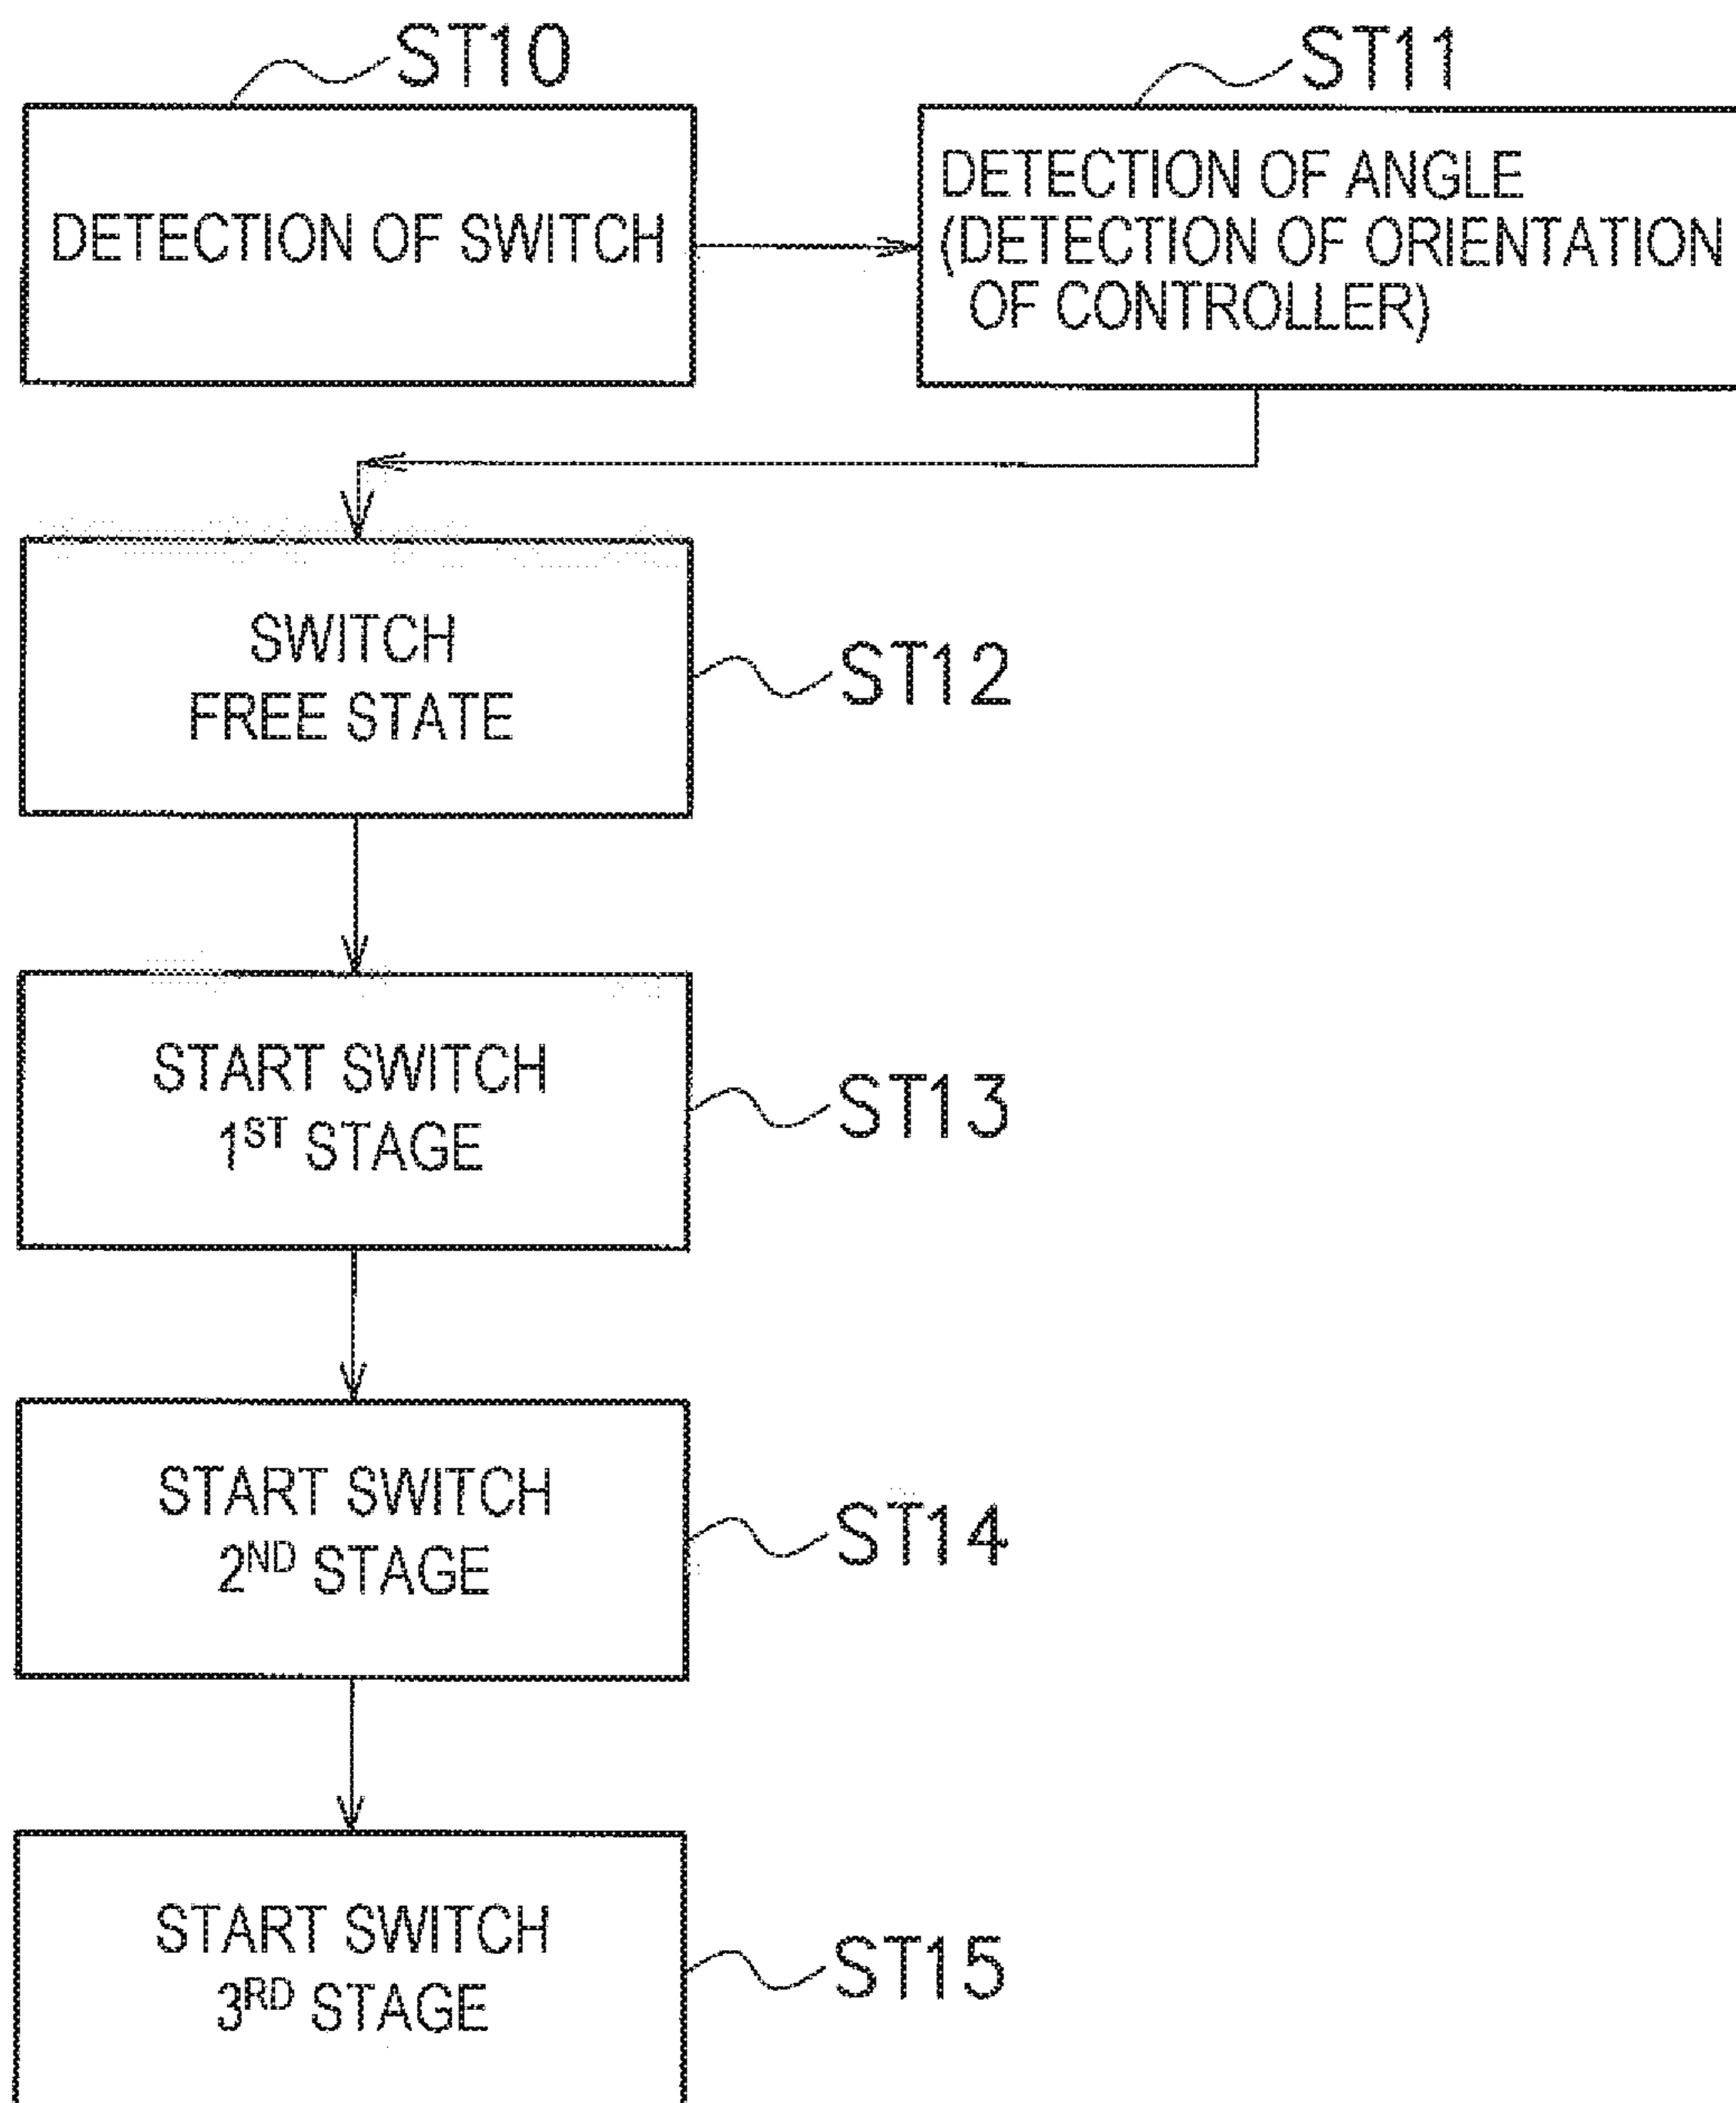 ST10
DETECTION OF SWITCH
ST11
DETECTION OF ANGLE
(DETECTION OF ORIENTATION
OF CONTROLLER)
SWITCH
FREE STATE
ST12
START SWITCH
1ST STAGE
ST13
START SWITCH
2ND STAGE
ST14
START SWITCH
3RD STAGE
ST15